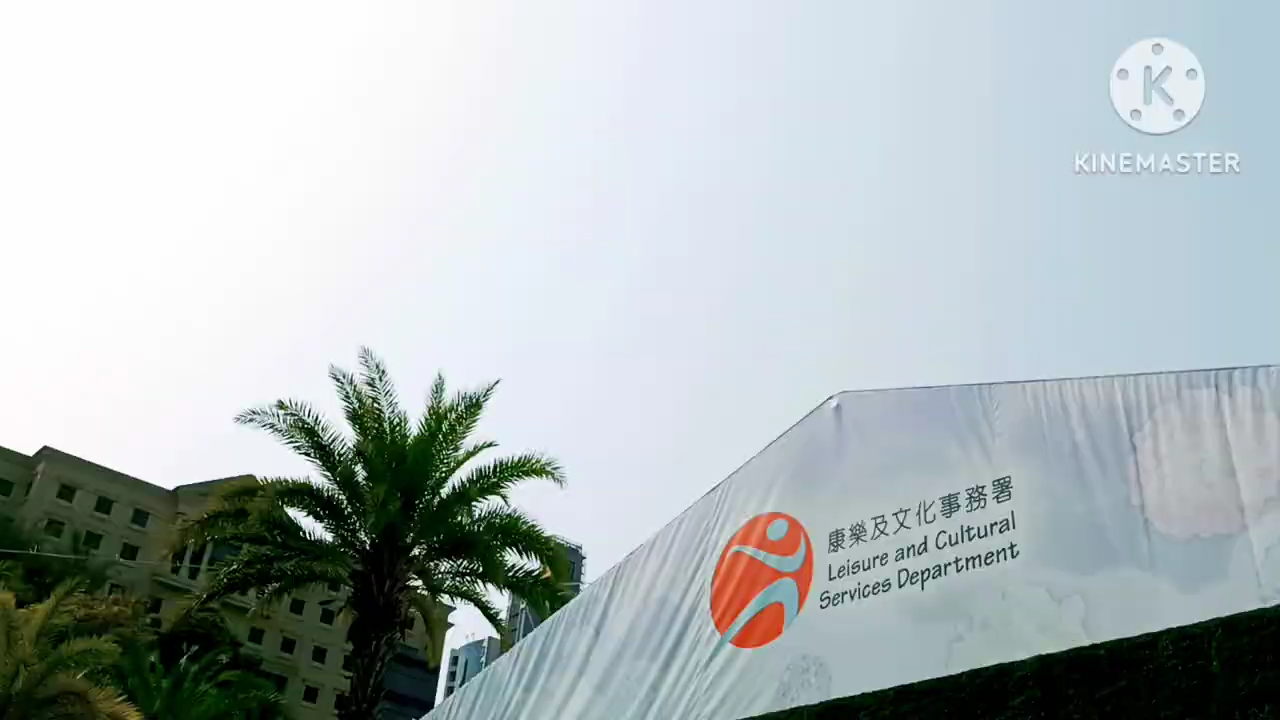 K
KINEMASTER
康樂及文化事務署
Leisure and Cultural
Services Department